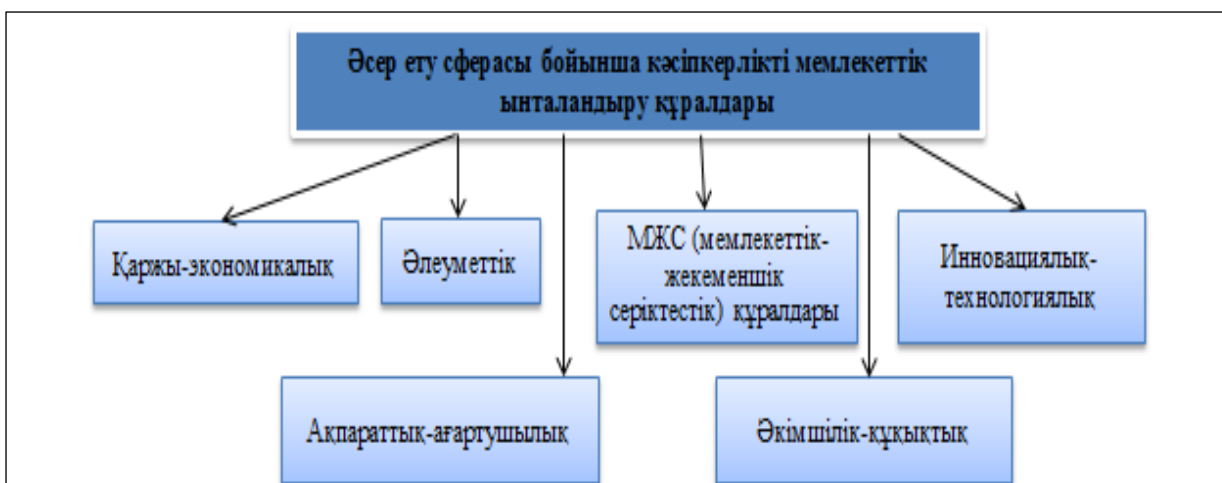 Әсер ету сферасы бойынша кәсіпкерлікті мемлекеттік
ынталандыру құралдары
Қаржы-экономикалық
Әлеуметтік
МЖС (мемлекеттік-
жекеменшік
серіктестік) құралдары
Инновациялық-
технологиялық
Ақпараттық-ағартушылық
Әкімшілік-құқықтық